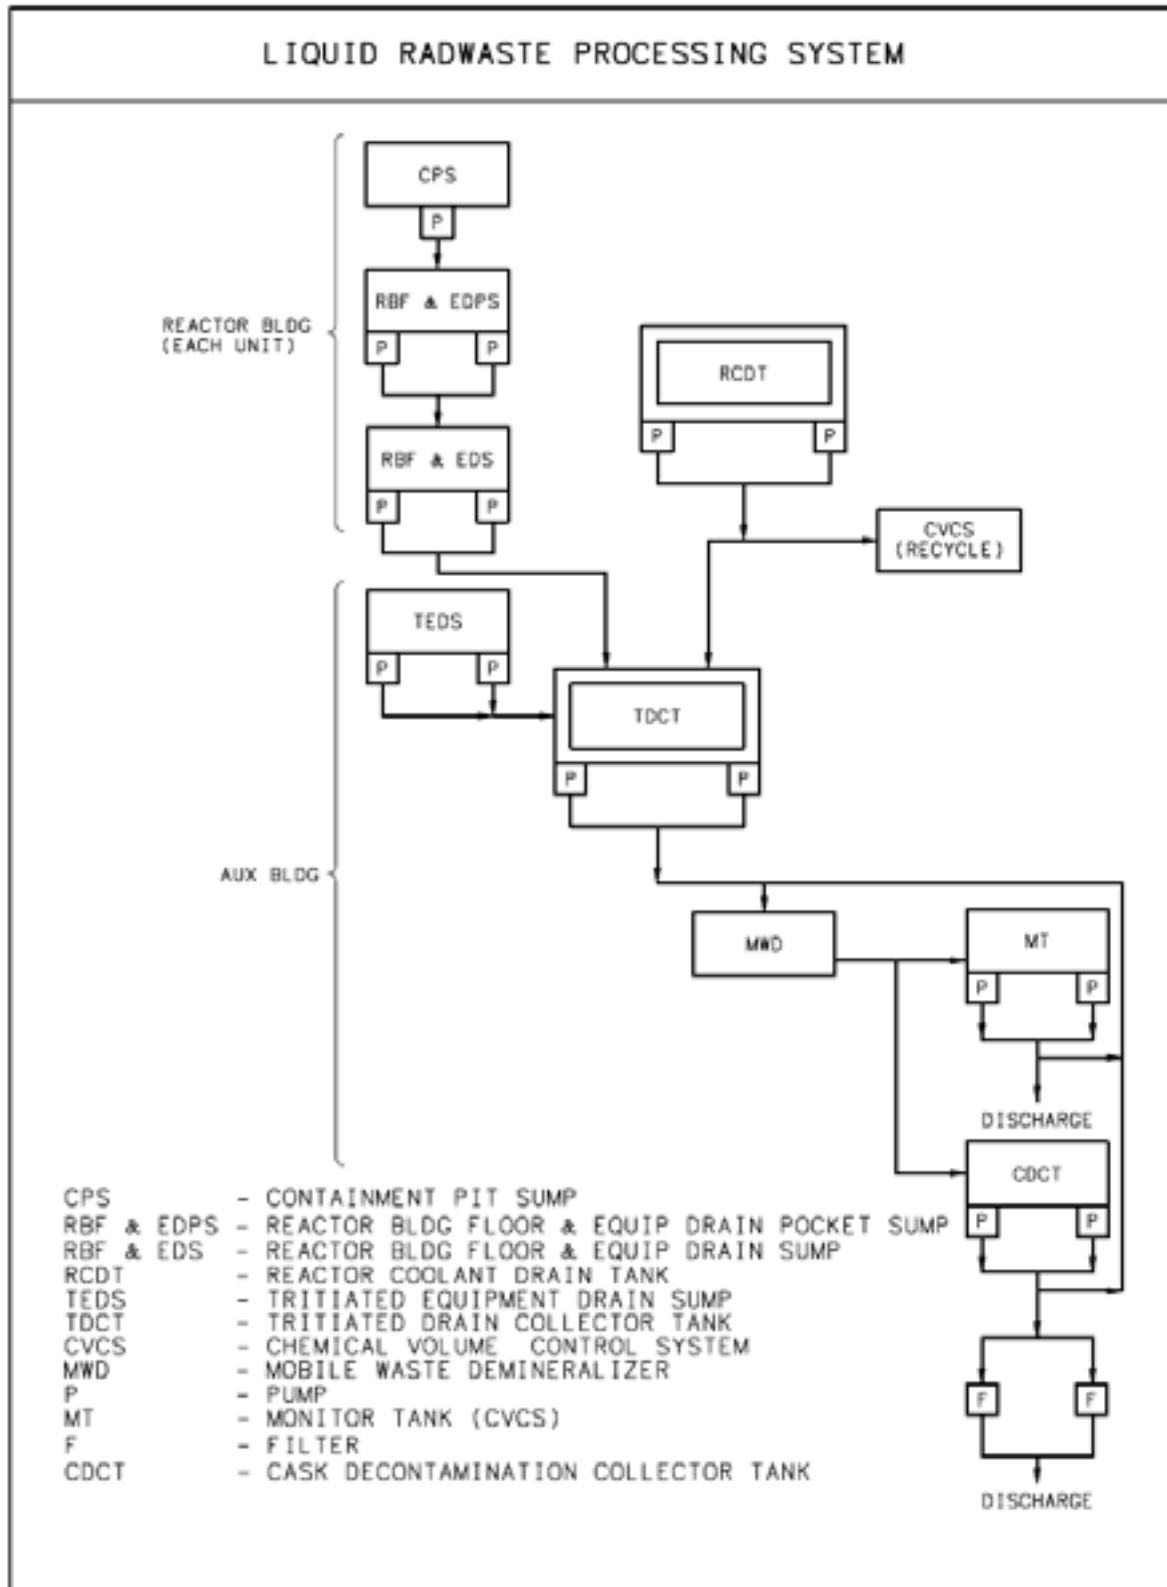 LIQUID RADWASTE PROCESSING SYSTEM
CPS
P
RBF & EDPS
P P
REACTOR BLDG
(EACH UNIT)
RCDT
P P
RBF & EDS
P P
CVCS
(RECYCLE)
TEDS
P P
TDCT
P P
AUX BLDG
MWD
MT
P P
DISCHARGE
CDCT
P P
F F
DISCHARGE
CPS - CONTAINMENT PIT SUMP
RBF & EDPS - REACTOR BLDG FLOOR & EQUIP DRAIN POCKET SUMP
RBF & EDS - REACTOR BLDG FLOOR & EQUIP DRAIN SUMP
RCDT - REACTOR COOLANT DRAIN TANK
TEDS - TRITIATED EQUIPMENT DRAIN SUMP
TDCT - TRITIATED DRAIN COLLECTOR TANK
CVCS - CHEMICAL VOLUME CONTROL SYSTEM
MWD - MOBILE WASTE DEMINERALIZER
P - PUMP
MT - MONITOR TANK (CVCS)
F - FILTER
CDCT - CASK DECONTAMINATION COLLECTOR TANK